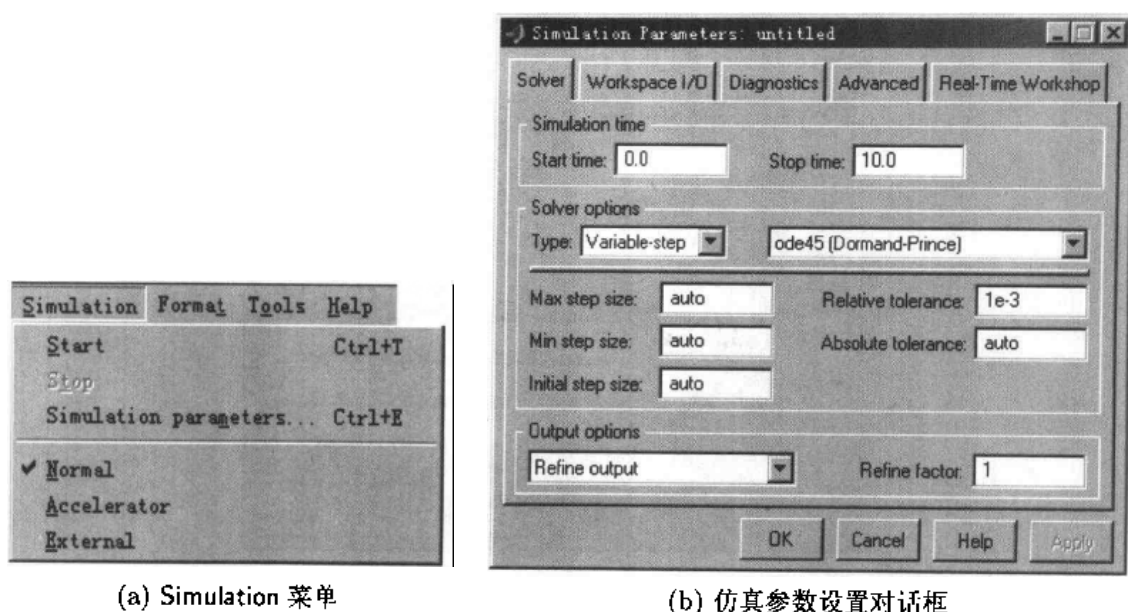 Simulation Format Tools Help
Start Ctrl+T
Stop
Simulation parameters... Ctrl+E
✔ Normal
Accelerator
External
(a) Simulation 菜单
Simulation Parameters: untitled
Solver Workspace I/O Diagnostics Advanced Real-Time Workshop
Simulation time
Start time: 0.0 Stop time: 10.0
Solver options
Type: Variable-step ode45 (Dormand-Prince)
Max step size: auto Relative tolerance: 1e-3
Min step size: auto Absolute tolerance: auto
Initial step size: auto
Output options
Refine output Refine factor: 1
OK Cancel Help Apply
(b) 仿真参数设置对话框